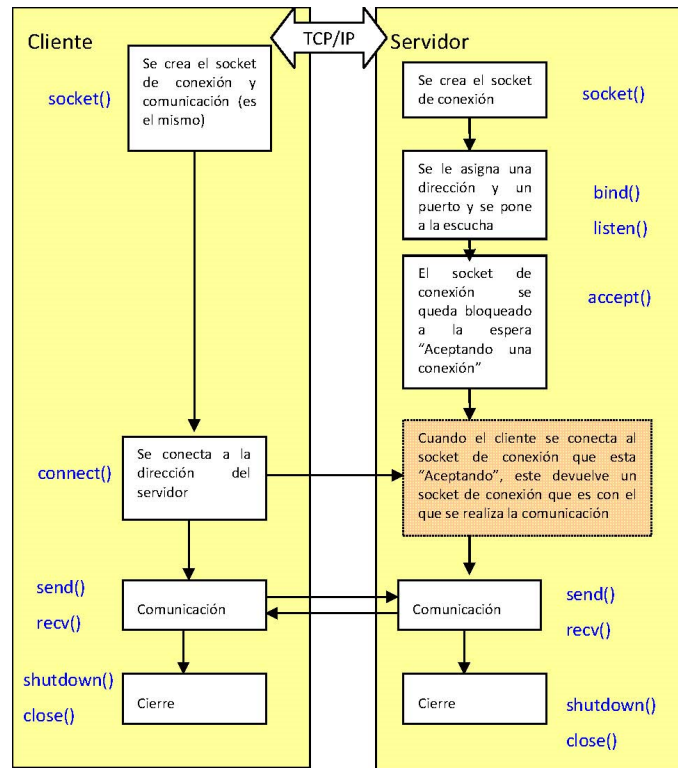 TCP/IP
Cliente
Se crea el socket
de conexión y
comunicación (es
el mismo)
socket()
Se conecta a la
dirección del
servidor
connect()
send()
recv()
Comunicación
shutdown()
close()
Cierre
Servidor
Se crea el socket
de conexión
socket()
Se le asigna una
dirección y un
puerto y se pone
a la escucha
bind()
listen()
El socket de
conexión se
queda bloqueado
a la espera
“Aceptando una
conexión”
accept()
Cuando el cliente se conecta al
socket de conexión que esta
“Aceptando”, este devuelve un
socket de conexión que es con el
que se realiza la comunicación
Comunicación
send()
recv()
Cierre
shutdown()
close()